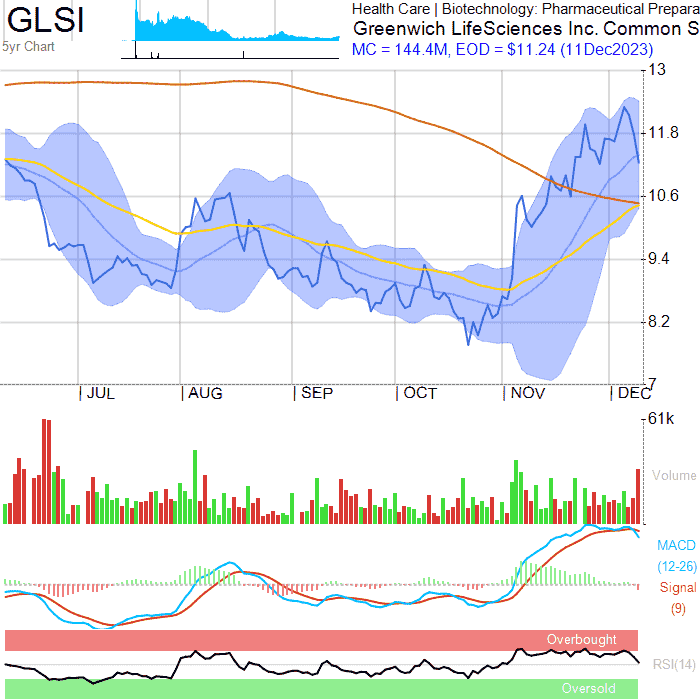 GLSI
5yr Chart
Health Care | Biotechnology: Pharmaceutical Prepara
Greenwich LifeSciences Inc. Common S
MC = 144.4M, EOD = $11.24 (11Dec2023)
13
11.8
10.6
9.4
8.2
7
JUL AUG SEP OCT NOV DEC
61k
Volume
MACD
(12-26)
Signal
(9)
Overbought
RSI(14)
Oversold